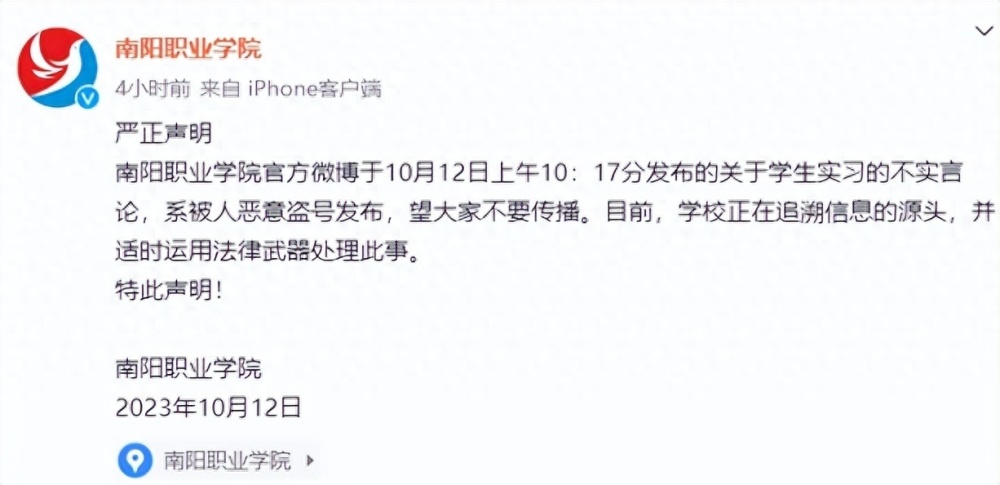 南阳职业学院
4小时前 来自 iPhone客户端
严正声明
南阳职业学院官方微博于10月12日上午10：17分发布的关于学生实习的不实言
论，系被人恶意盗号发布，望大家不要传播。目前，学校正在追溯信息的源头，并
适时运用法律武器处理此事。
特此声明！
南阳职业学院
2023年10月12日
南阳职业学院